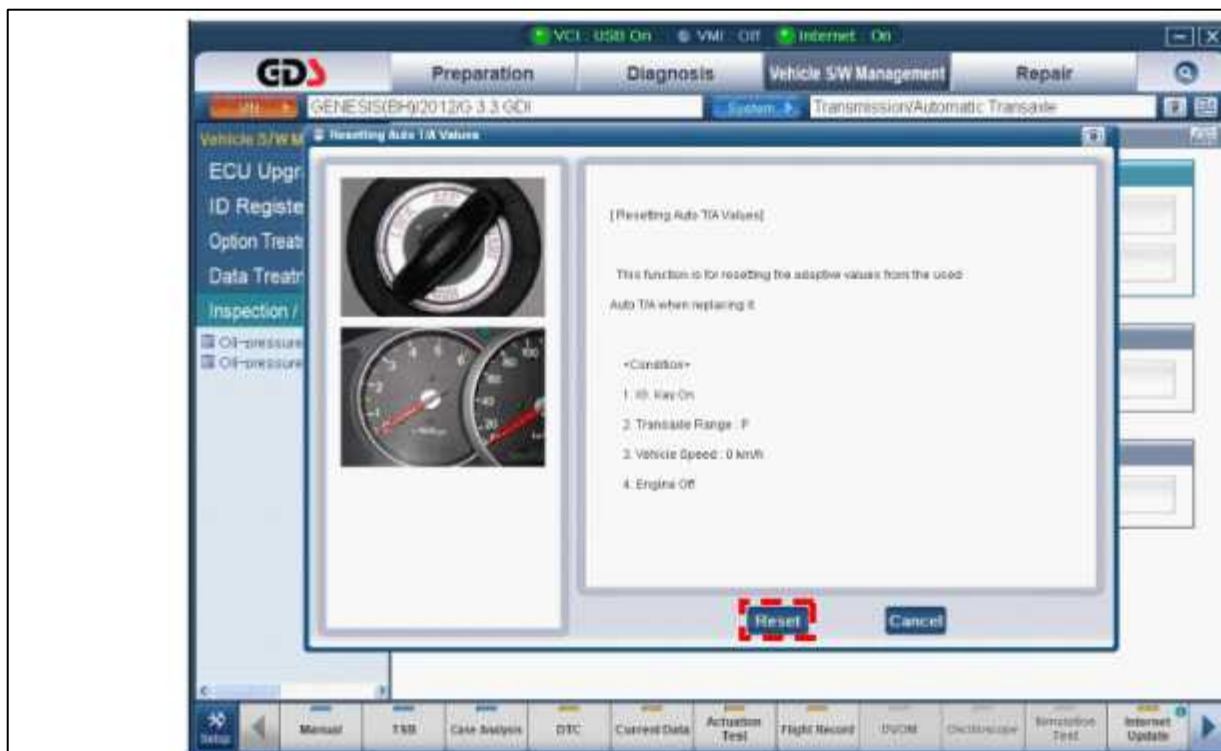 VCI : USB On VMI : Off Internet : On
GDS Preparation Diagnosis Vehicle S/W Management Repair
VIN GENESIS(BH)/2012/G 3.3 GDI System Transmission/Automatic Transaxle
Vehicle S/W M
Resetting Auto T/A Values
ECU Upgr
ID Registe
Option Treat
Data Treatr
Inspection /
Oil-pressure
Oil-pressure
[Resetting Auto T/A Values]
This function is for resetting the adaptive values from the used
Auto T/A when replacing it.
<Condition>
1. IG. Key On
2. Transaxle Range : P
3. Vehicle Speed : 0 km/h
4. Engine Off
Reset Cancel
Setup Manual TSB Case Analysis DTC Current Data Actuation Test Flight Record DVOM Oscilloscope Simulation Test Internet Update